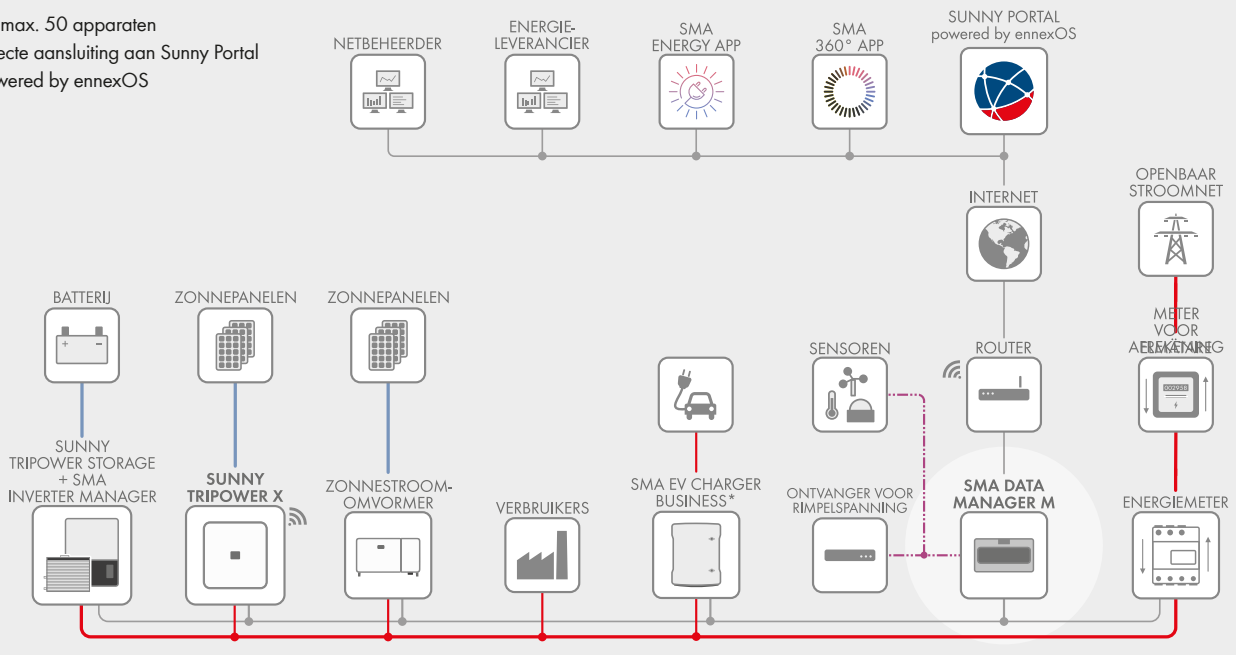 max. 50 apparaten
ecte aansluiting aan Sunny Portal
wered by ennexOS
NETBEHEERDER
ENERGIE-
LEVERANCIER
SMA
ENERGY APP
SMA
360° APP
SUNNY PORTAL
powered by ennexOS
INTERNET
OPENBAAR
STROOMNET
BATTERIJ
ZONNEPANELEN
ZONNEPANELEN
SENSOREN
ROUTER
METER
VOOR
002958
SUNNY
TRIPOWER STORAGE
+ SMA
INVERTER MANAGER
SUNNY
TRIPOWER X
ZONNESTROOM-
OMVORMER
VERBRUIKERS
SMA EV CHARGER
BUSINESS*
ONTVANGER VOOR
RIMPELSPANNING
SMA DATA
MANAGER M
ENERGIEMETER